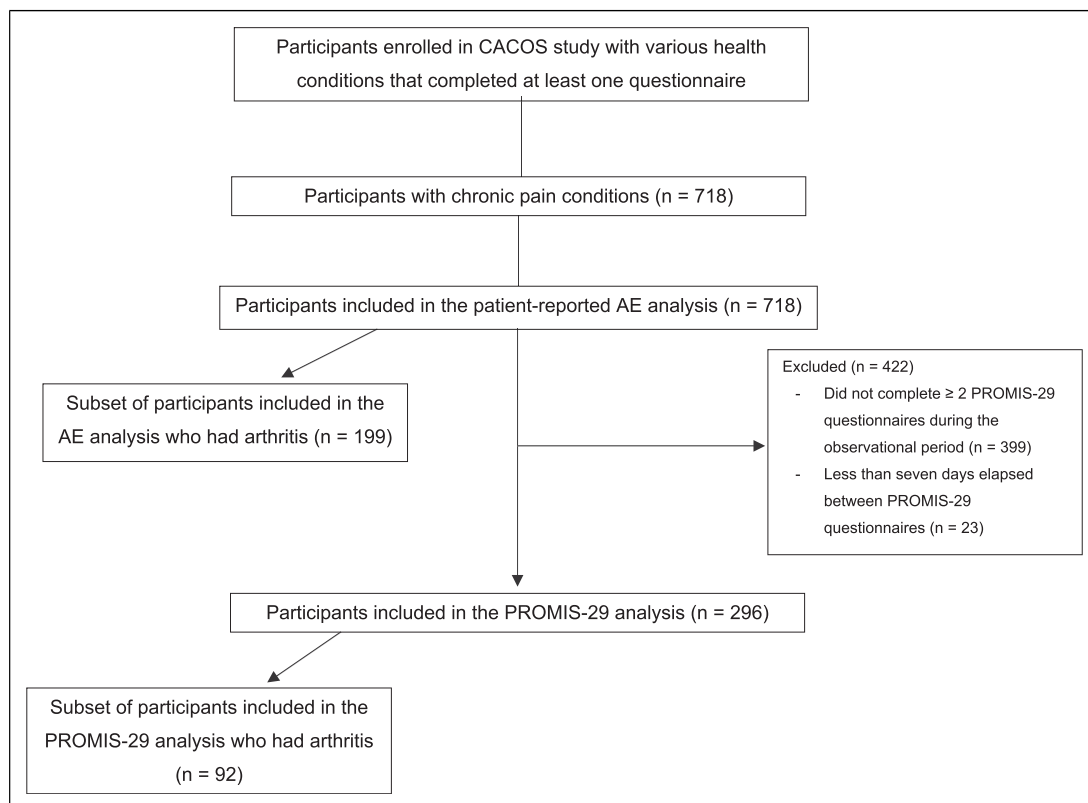 Participants enrolled in CACOS study with various health
conditions that completed at least one questionnaire
Participants with chronic pain conditions (n = 718)
Participants included in the patient-reported AE analysis (n = 718)
Subset of participants included in the
AE analysis who had arthritis (n = 199)
Excluded (n = 422)
- Did not complete ≥ 2 PROMIS-29
questionnaires during the
observational period (n = 399)
- Less than seven days elapsed
between PROMIS-29
questionnaires (n = 23)
Participants included in the PROMIS-29 analysis (n = 296)
Subset of participants included in the
PROMIS-29 analysis who had arthritis
(n = 92)